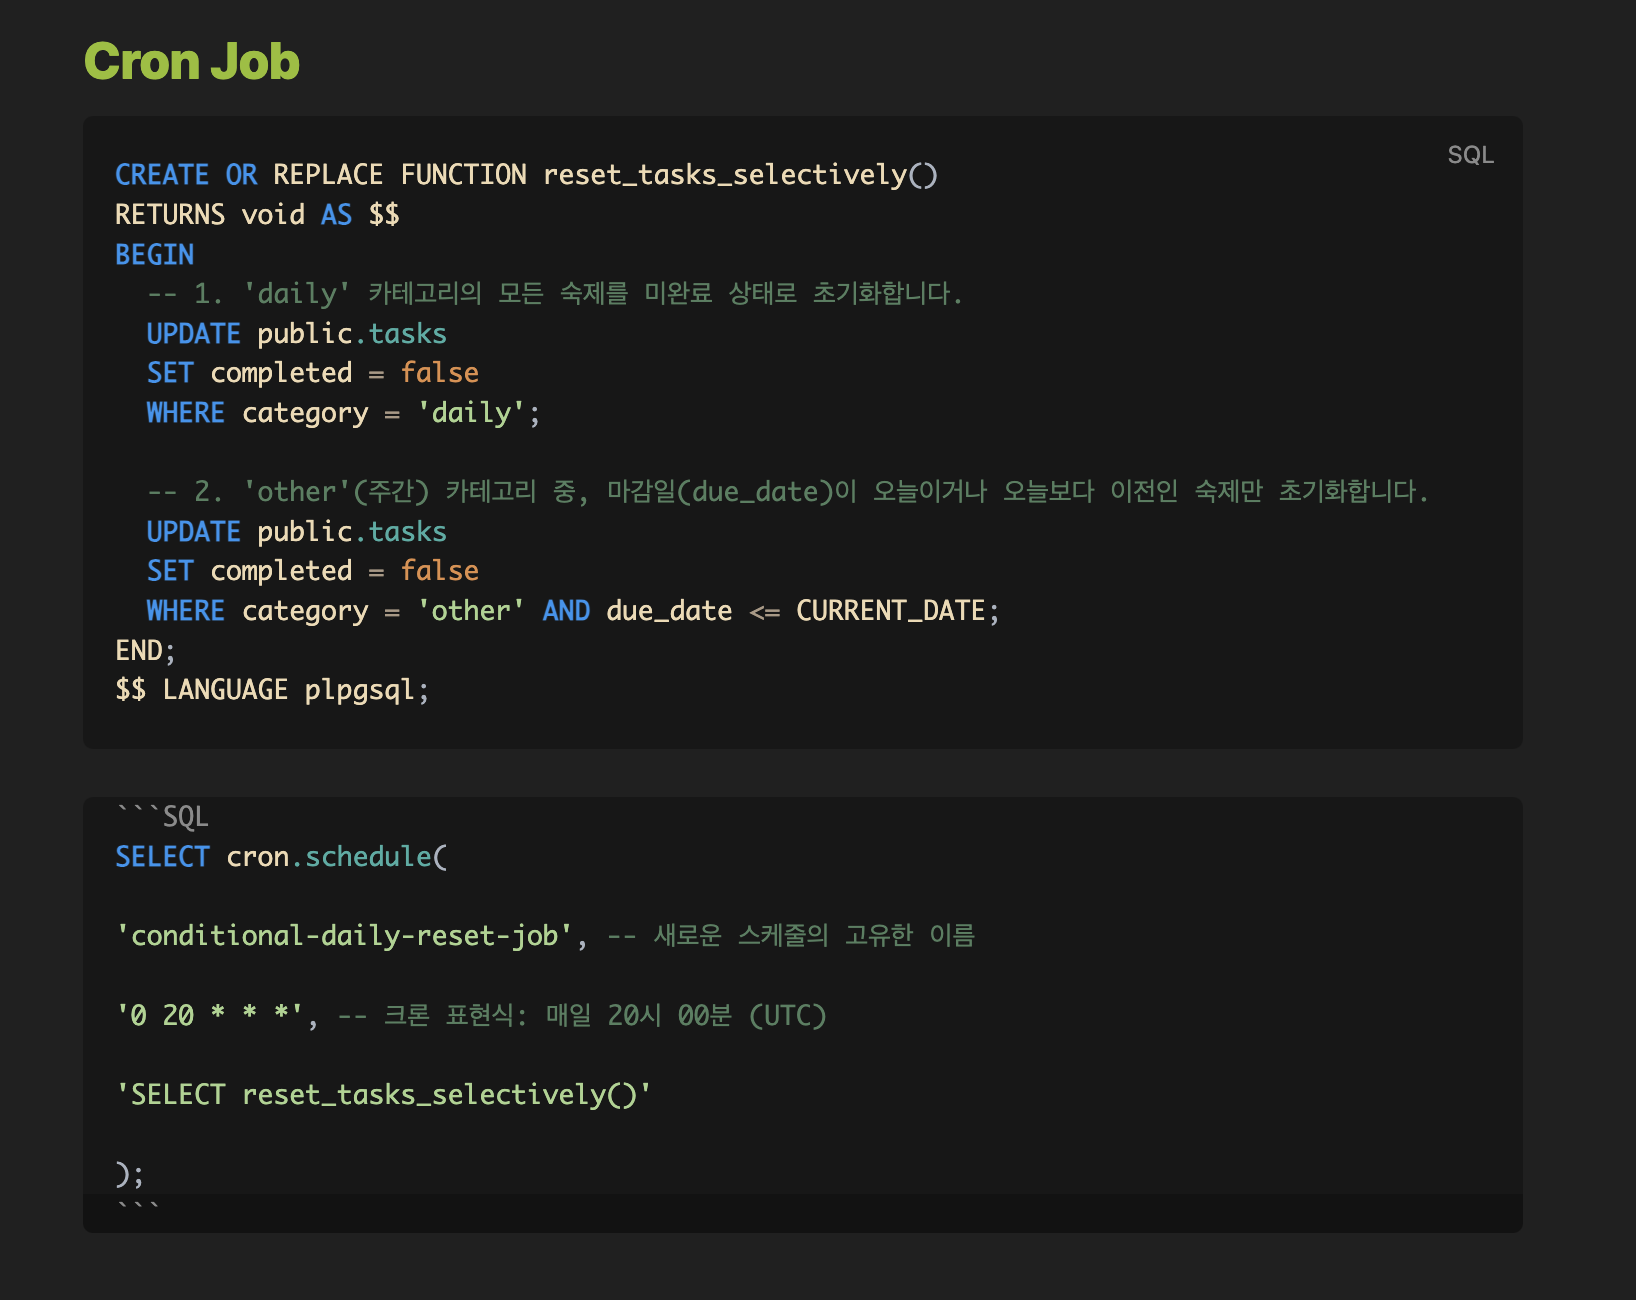 Cron Job
SQL
CREATE OR REPLACE FUNCTION reset_tasks_selectively()
RETURNS void AS $$
BEGIN
-- 1. 'daily' 카테고리의 모든 숙제를 미완료 상태로 초기화합니다.
UPDATE public.tasks
SET completed = false
WHERE category = 'daily';
-- 2. 'other'(주간) 카테고리 중, 마감일(due_date)이 오늘이거나 오늘보다 이전인 숙제만 초기화합니다.
UPDATE public.tasks
SET completed = false
WHERE category = 'other' AND due_date <= CURRENT_DATE;
END;
$$ LANGUAGE plpgsql;
```SQL
SELECT cron.schedule(
'conditional-daily-reset-job', -- 새로운 스케줄의 고유한 이름
'0 20 * * *', -- 크론 표현식: 매일 20시 00분 (UTC)
'SELECT reset_tasks_selectively()'
);
```